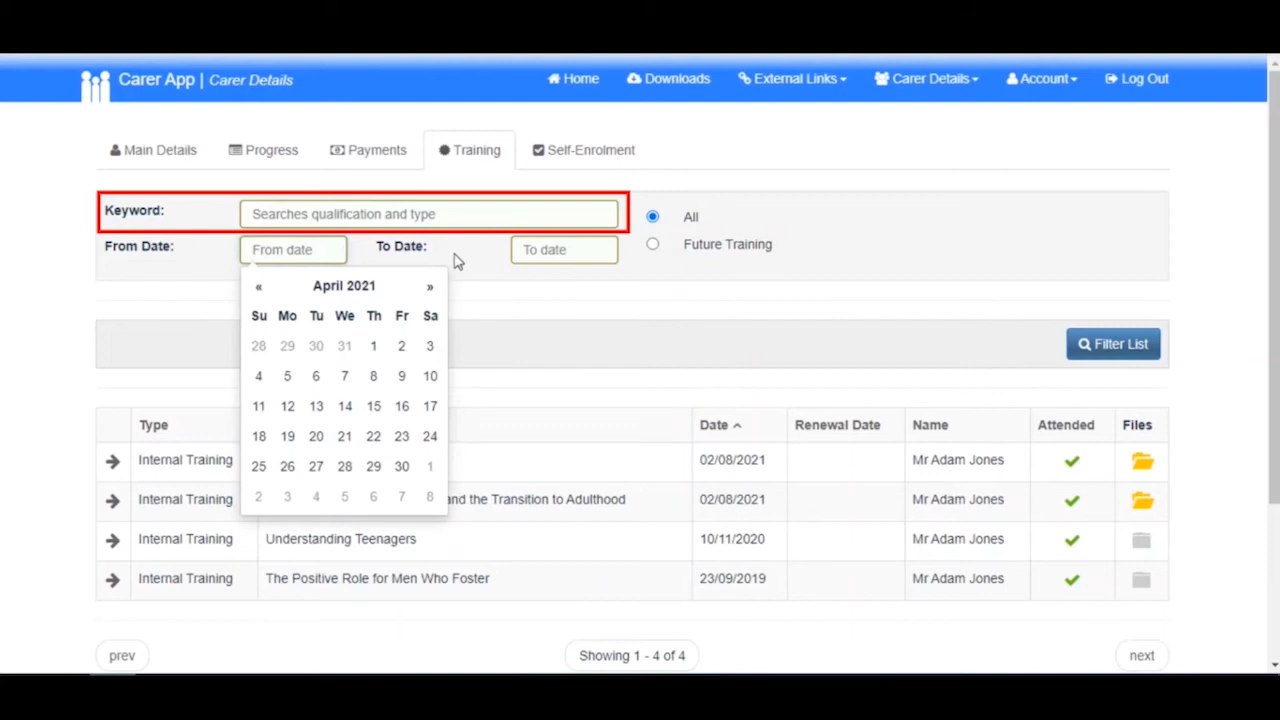 Carer App | Carer Details
Home Downloads External Links Carer Details Account Log Out
Main Details Progress Payments Training Self-Enrolment
Keyword: Searches qualification and type All
From Date: From date To Date: To date Future Training
« April 2021 »
Su Mo Tu We Th Fr Sa
28 29 30 31 1 2 3
4 5 6 7 8 9 10
11 12 13 14 15 16 17
18 19 20 21 22 23 24
25 26 27 28 29 30 1
2 3 4 5 6 7 8
Filter List
Type Date Renewal Date Name Attended Files
Internal Training 02/08/2021 Mr Adam Jones
Internal Training and the Transition to Adulthood 02/08/2021 Mr Adam Jones
Internal Training Understanding Teenagers 10/11/2020 Mr Adam Jones
Internal Training The Positive Role for Men Who Foster 23/09/2019 Mr Adam Jones
prev Showing 1 - 4 of 4 next